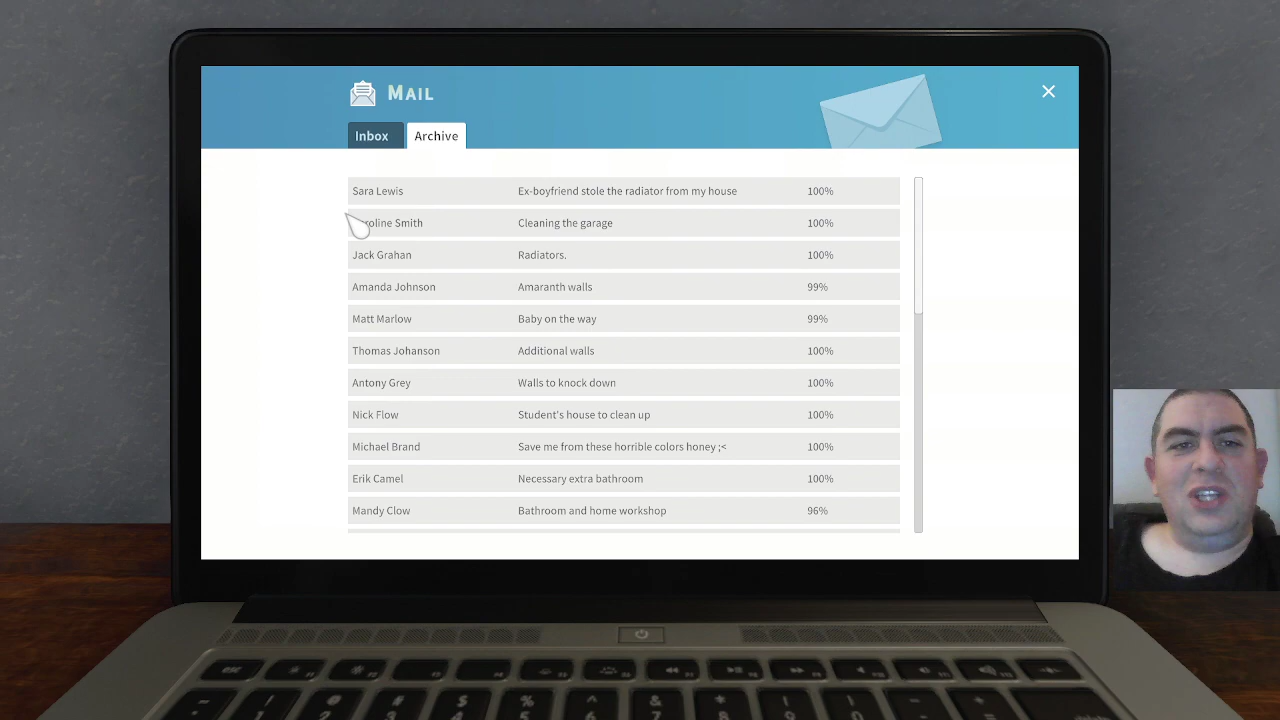 Mail
Inbox Archive
Sara Lewis Ex-boyfriend stole the radiator from my house 100%
roline Smith Cleaning the garage 100%
Jack Grahan Radiators. 100%
Amanda Johnson Amaranth walls 99%
Matt Marlow Baby on the way 99%
Thomas Johanson Additional walls 100%
Antony Grey Walls to knock down 100%
Nick Flow Student's house to clean up 100%
Michael Brand Save me from these horrible colors honey ;< 100%
Erik Camel Necessary extra bathroom 100%
Mandy Clow Bathroom and home workshop 96%